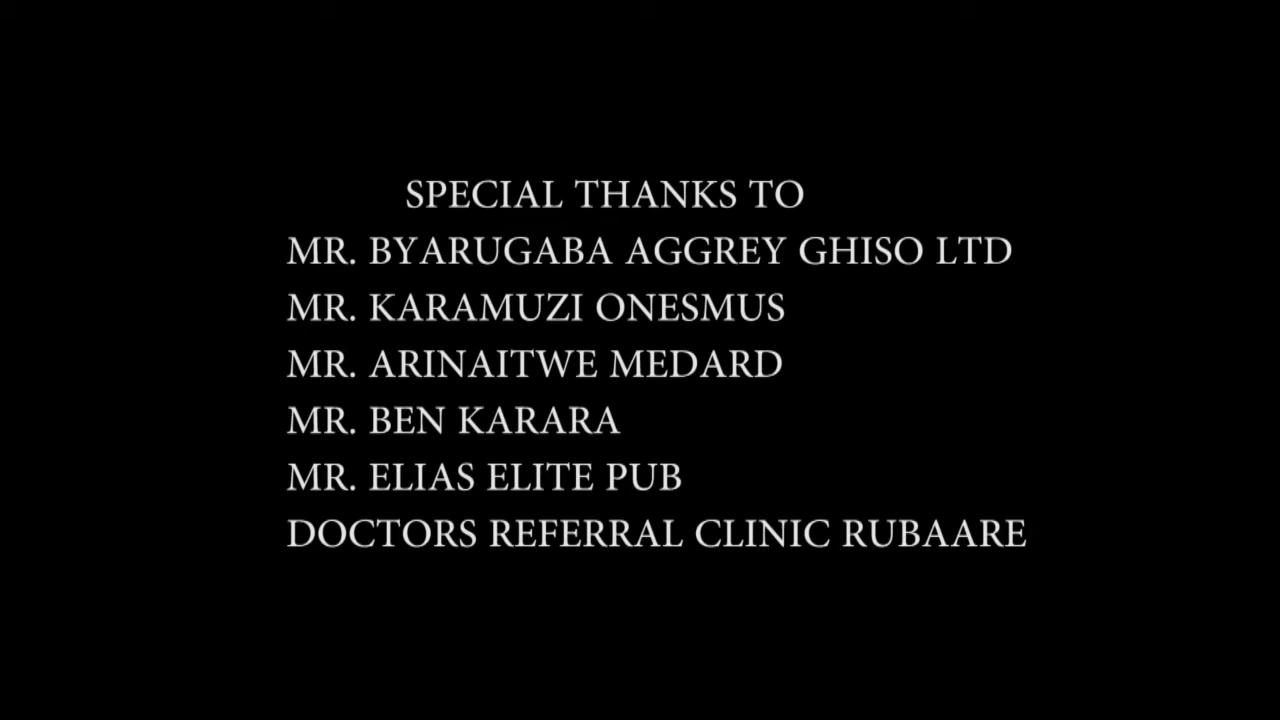 SPECIAL THANKS TO
MR. BYARUGABA AGGREY GHISO LTD
MR. KARAMUZI ONESMUS
MR. ARINAITWE MEDARD
MR. BEN KARARA
MR. ELIAS ELITE PUB
DOCTORS REFERRAL CLINIC RUBAARE